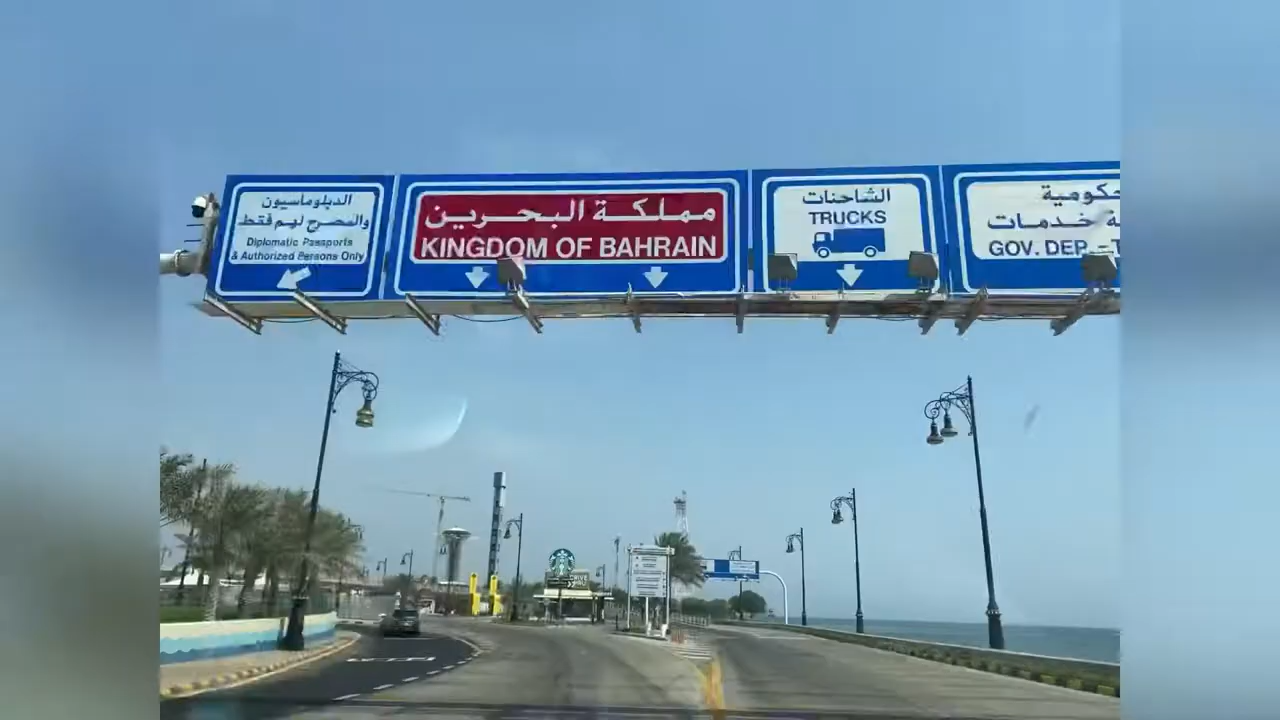 الدبلوماسيون
والمصرح لهم فقط
Diplomatic Passports
& Authorized Persons Only
مملكة البحرين
KINGDOM OF BAHRAIN
الشاحنات
TRUCKS
خدمات
GOV. DEP.